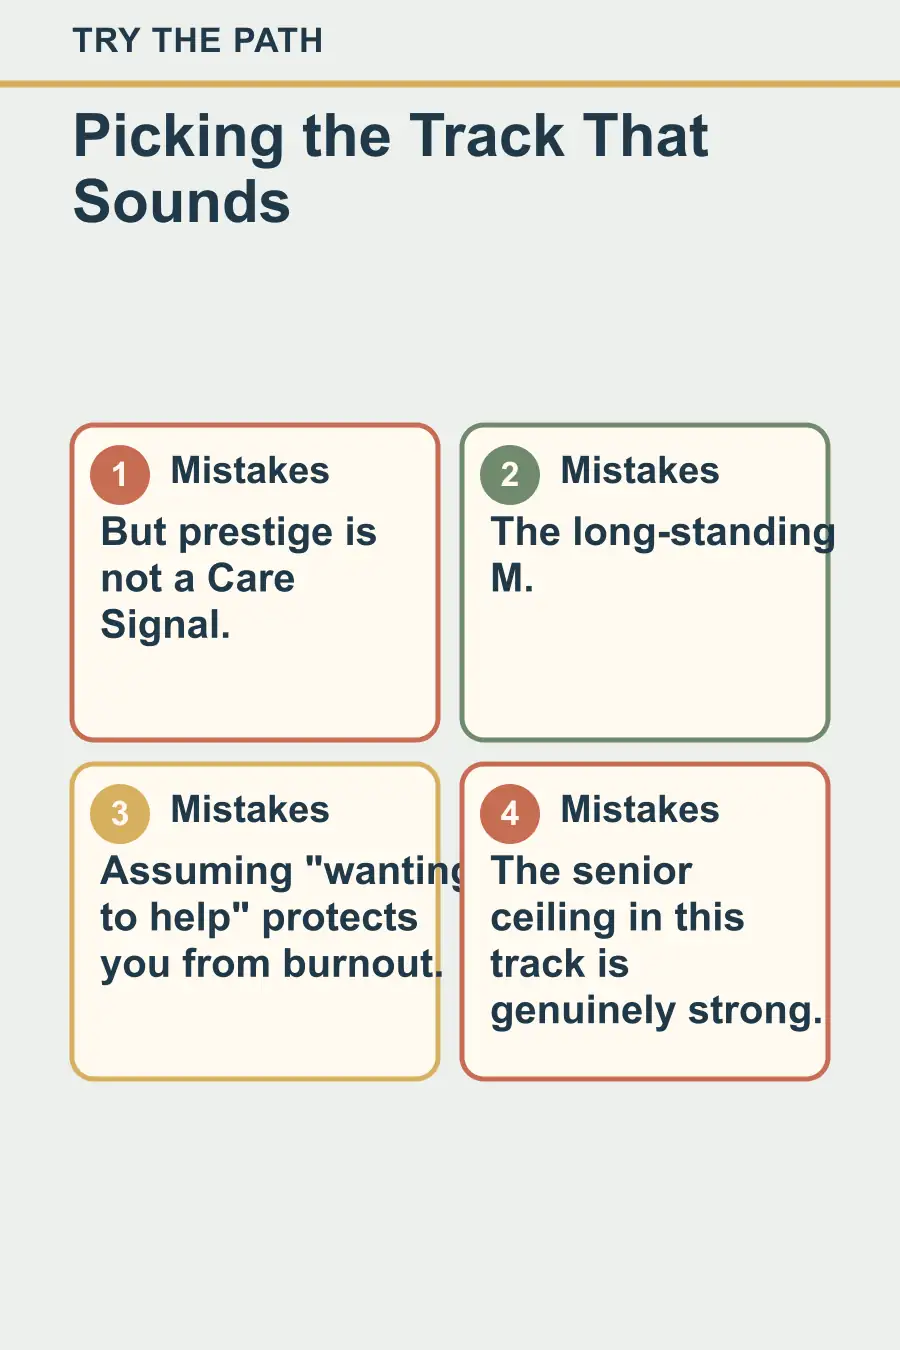 TRY THE PATH
Picking the Track That
Sounds
1 Mistakes
But prestige is
not a Care
Signal.
2 Mistakes
The long-standing
M.
3 Mistakes
Assuming "wanting
to help" protects
you from burnout.
4 Mistakes
The senior
ceiling in this
track is
genuinely strong.